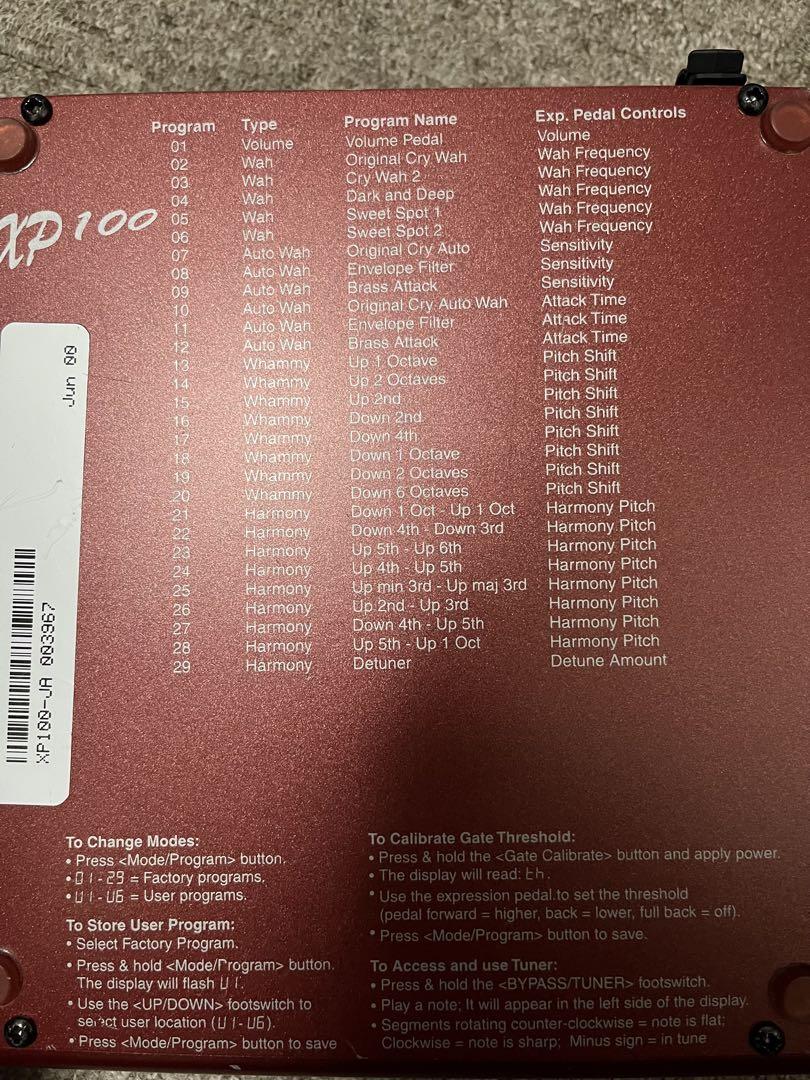 Program Type Program Name Exp. Pedal Controls
01 Volume Volume Pedal Volume
02 Wah Original Cry Wah Wah Frequency
03 Wah Cry Wah 2 Wah Frequency
04 Wah Dark and Deep Wah Frequency
05 Wah Sweet Spot 1 Wah Frequency
06 Wah Sweet Spot 2 Wah Frequency
07 Auto Wah Original Cry Auto Sensitivity
08 Auto Wah Envelope Filter Sensitivity
09 Auto Wah Brass Attack Sensitivity
10 Auto Wah Original Cry Auto Wah Attack Time
11 Auto Wah Envelope Filter Attack Time
12 Auto Wah Brass Attack Attack Time
13 Whammy Up 1 Octave Pitch Shift
14 Whammy Up 2 Octaves Pitch Shift
15 Whammy Up 2nd Pitch Shift
16 Whammy Down 2nd Pitch Shift
17 Whammy Down 4th Pitch Shift
18 Whammy Down 1 Octave Pitch Shift
19 Whammy Down 2 Octaves Pitch Shift
20 Whammy Down 6 Octaves Pitch Shift
21 Harmony Down 1 Oct - Up 1 Oct Harmony Pitch
22 Harmony Down 4th - Down 3rd Harmony Pitch
23 Harmony Up 5th - Up 6th Harmony Pitch
24 Harmony Up 4th - Up 5th Harmony Pitch
25 Harmony Up min 3rd - Up maj 3rd Harmony Pitch
26 Harmony Up 2nd - Up 3rd Harmony Pitch
27 Harmony Down 4th - Up 5th Harmony Pitch
28 Harmony Up 5th - Up 1 Oct Harmony Pitch
29 Harmony Detuner Detune Amount
XP100
Jun 00
XP100-JA 003967
To Change Modes:
• Press <Mode/Program> button.
• 01-29 = Factory programs.
• U1-U6 = User programs.
To Store User Program:
• Select Factory Program.
• Press & hold <Mode/Program> button.
The display will flash U1.
• Use the <UP/DOWN> footswitch to
select user location (U1-U6).
• Press <Mode/Program> button to save
To Calibrate Gate Threshold:
• Press & hold the <Gate Calibrate> button and apply power.
• The display will read: th.
• Use the expression pedal to set the threshold
(pedal forward = higher, back = lower, full back = off).
• Press <Mode/Program> button to save.
To Access and use Tuner:
• Press & hold the <BYPASS/TUNER> footswitch.
• Play a note; It will appear in the left side of the display.
• Segments rotating counter-clockwise = note is flat;
Clockwise = note is sharp; Minus sign = in tune